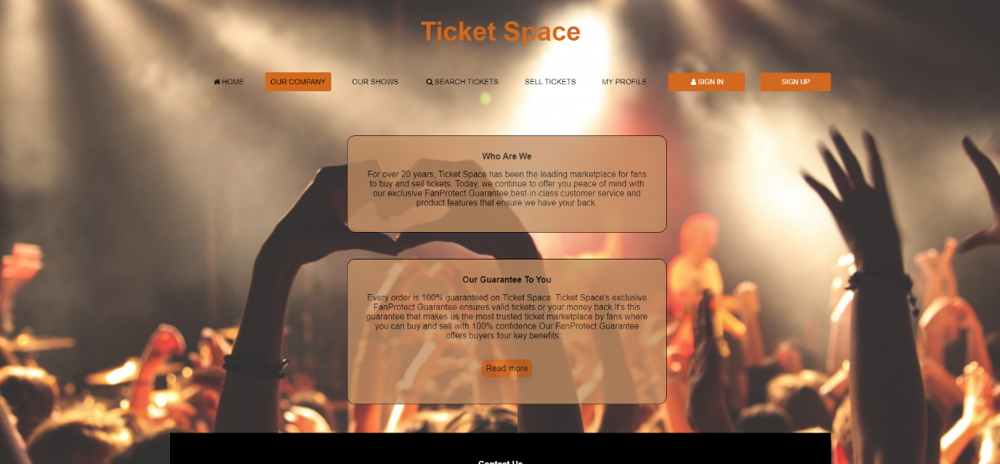 Ticket Space
HOME OUR COMPANY OUR SHOWS SEARCH TICKETS SELL TICKETS MY PROFILE SIGN IN SIGN UP
Who Are We
For over 20 years, Ticket Space has been the leading marketplace for fans
to buy and sell tickets. Today, we continue to offer you peace of mind with
our exclusive FanProtect Guarantee,best-in-class customer service and
product features that ensure we have your back.
Our Guarantee To You
Every order is 100% guaranteed on Ticket Space. Ticket Space's exclusive
FanProtect Guarantee ensures valid tickets or your money back.It's this
guarantee that makes us the most trusted ticket marketplace by fans where
you can buy and sell with 100% confidence.Our FanProtect Guarantee
offers buyers four key benefits:...
Read more
Contact Us